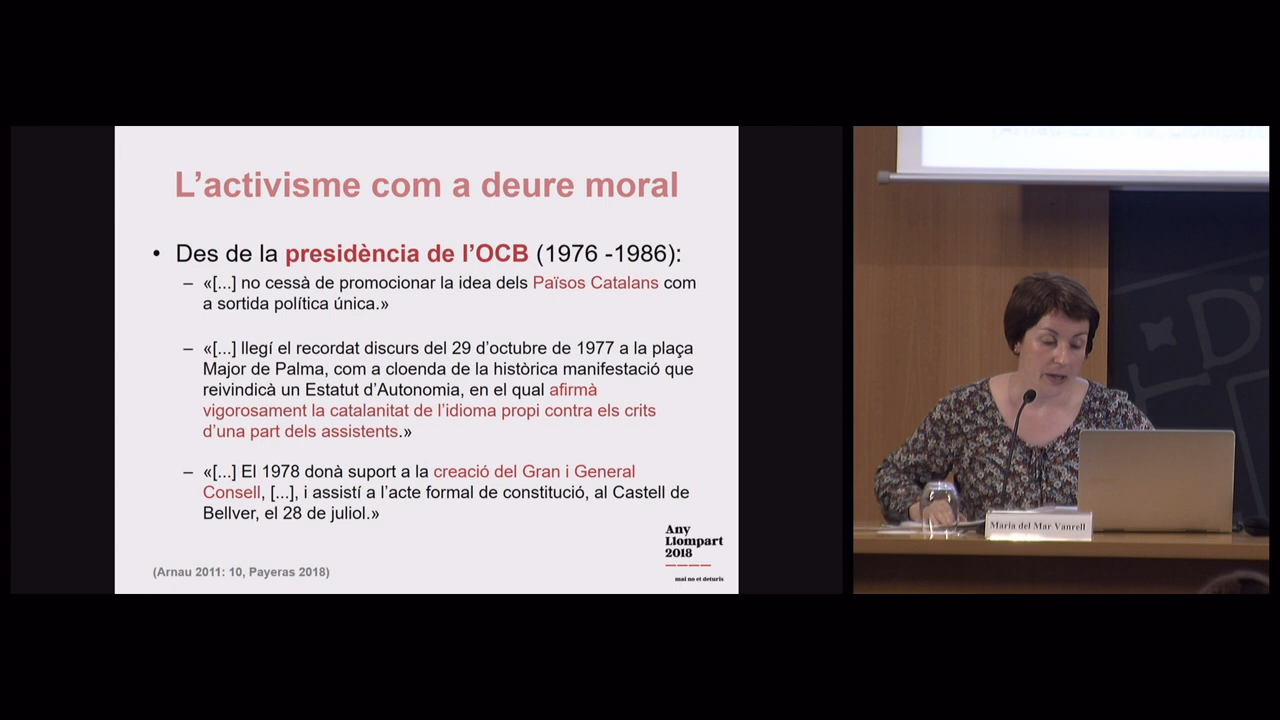 L'activisme com a deure moral
• Des de la presidència de l'OCB (1976 -1986):
– «[...] no cessà de promocionar la idea dels Països Catalans com
a sortida política única.»
– «[...] llegí el recordat discurs del 29 d'octubre de 1977 a la plaça
Major de Palma, com a cloenda de la històrica manifestació que
reivindicà un Estatut d'Autonomia, en el qual afirmà
vigorosament la catalanitat de l'idioma propi contra els crits
d'una part dels assistents.»
– «[...] El 1978 donà suport a la creació del Gran i General
Consell, [...], i assistí a l'acte formal de constitució, al Castell de
Bellver, el 28 de juliol.»
(Arnau 2011: 10, Payeras 2018)
Any
Llompart
2018
mai no et deturis
Maria del Mar Vanrell